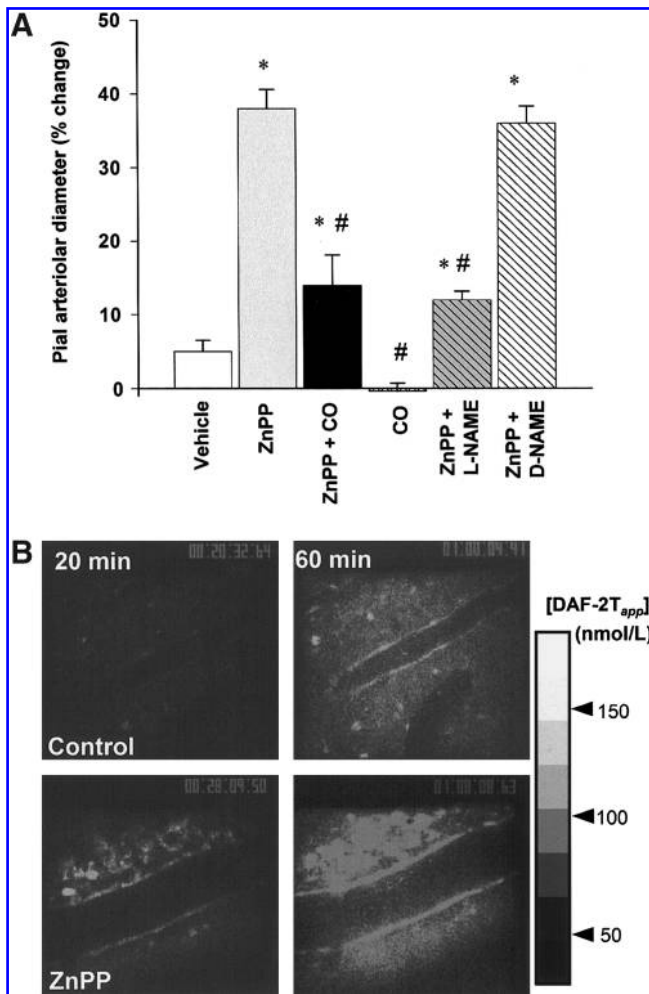 A
Pial arteriolar diameter (% change)
50
40
30
20
10
0
*
* #
#
* #
*
Vehicle
ZnPP
ZnPP + CO
CO
ZnPP +
L-NAME
ZnPP +
D-NAME
B
20 min
60 min
Control
ZnPP
[DAF-2Tapp]
(nmol/L)
150
100
50